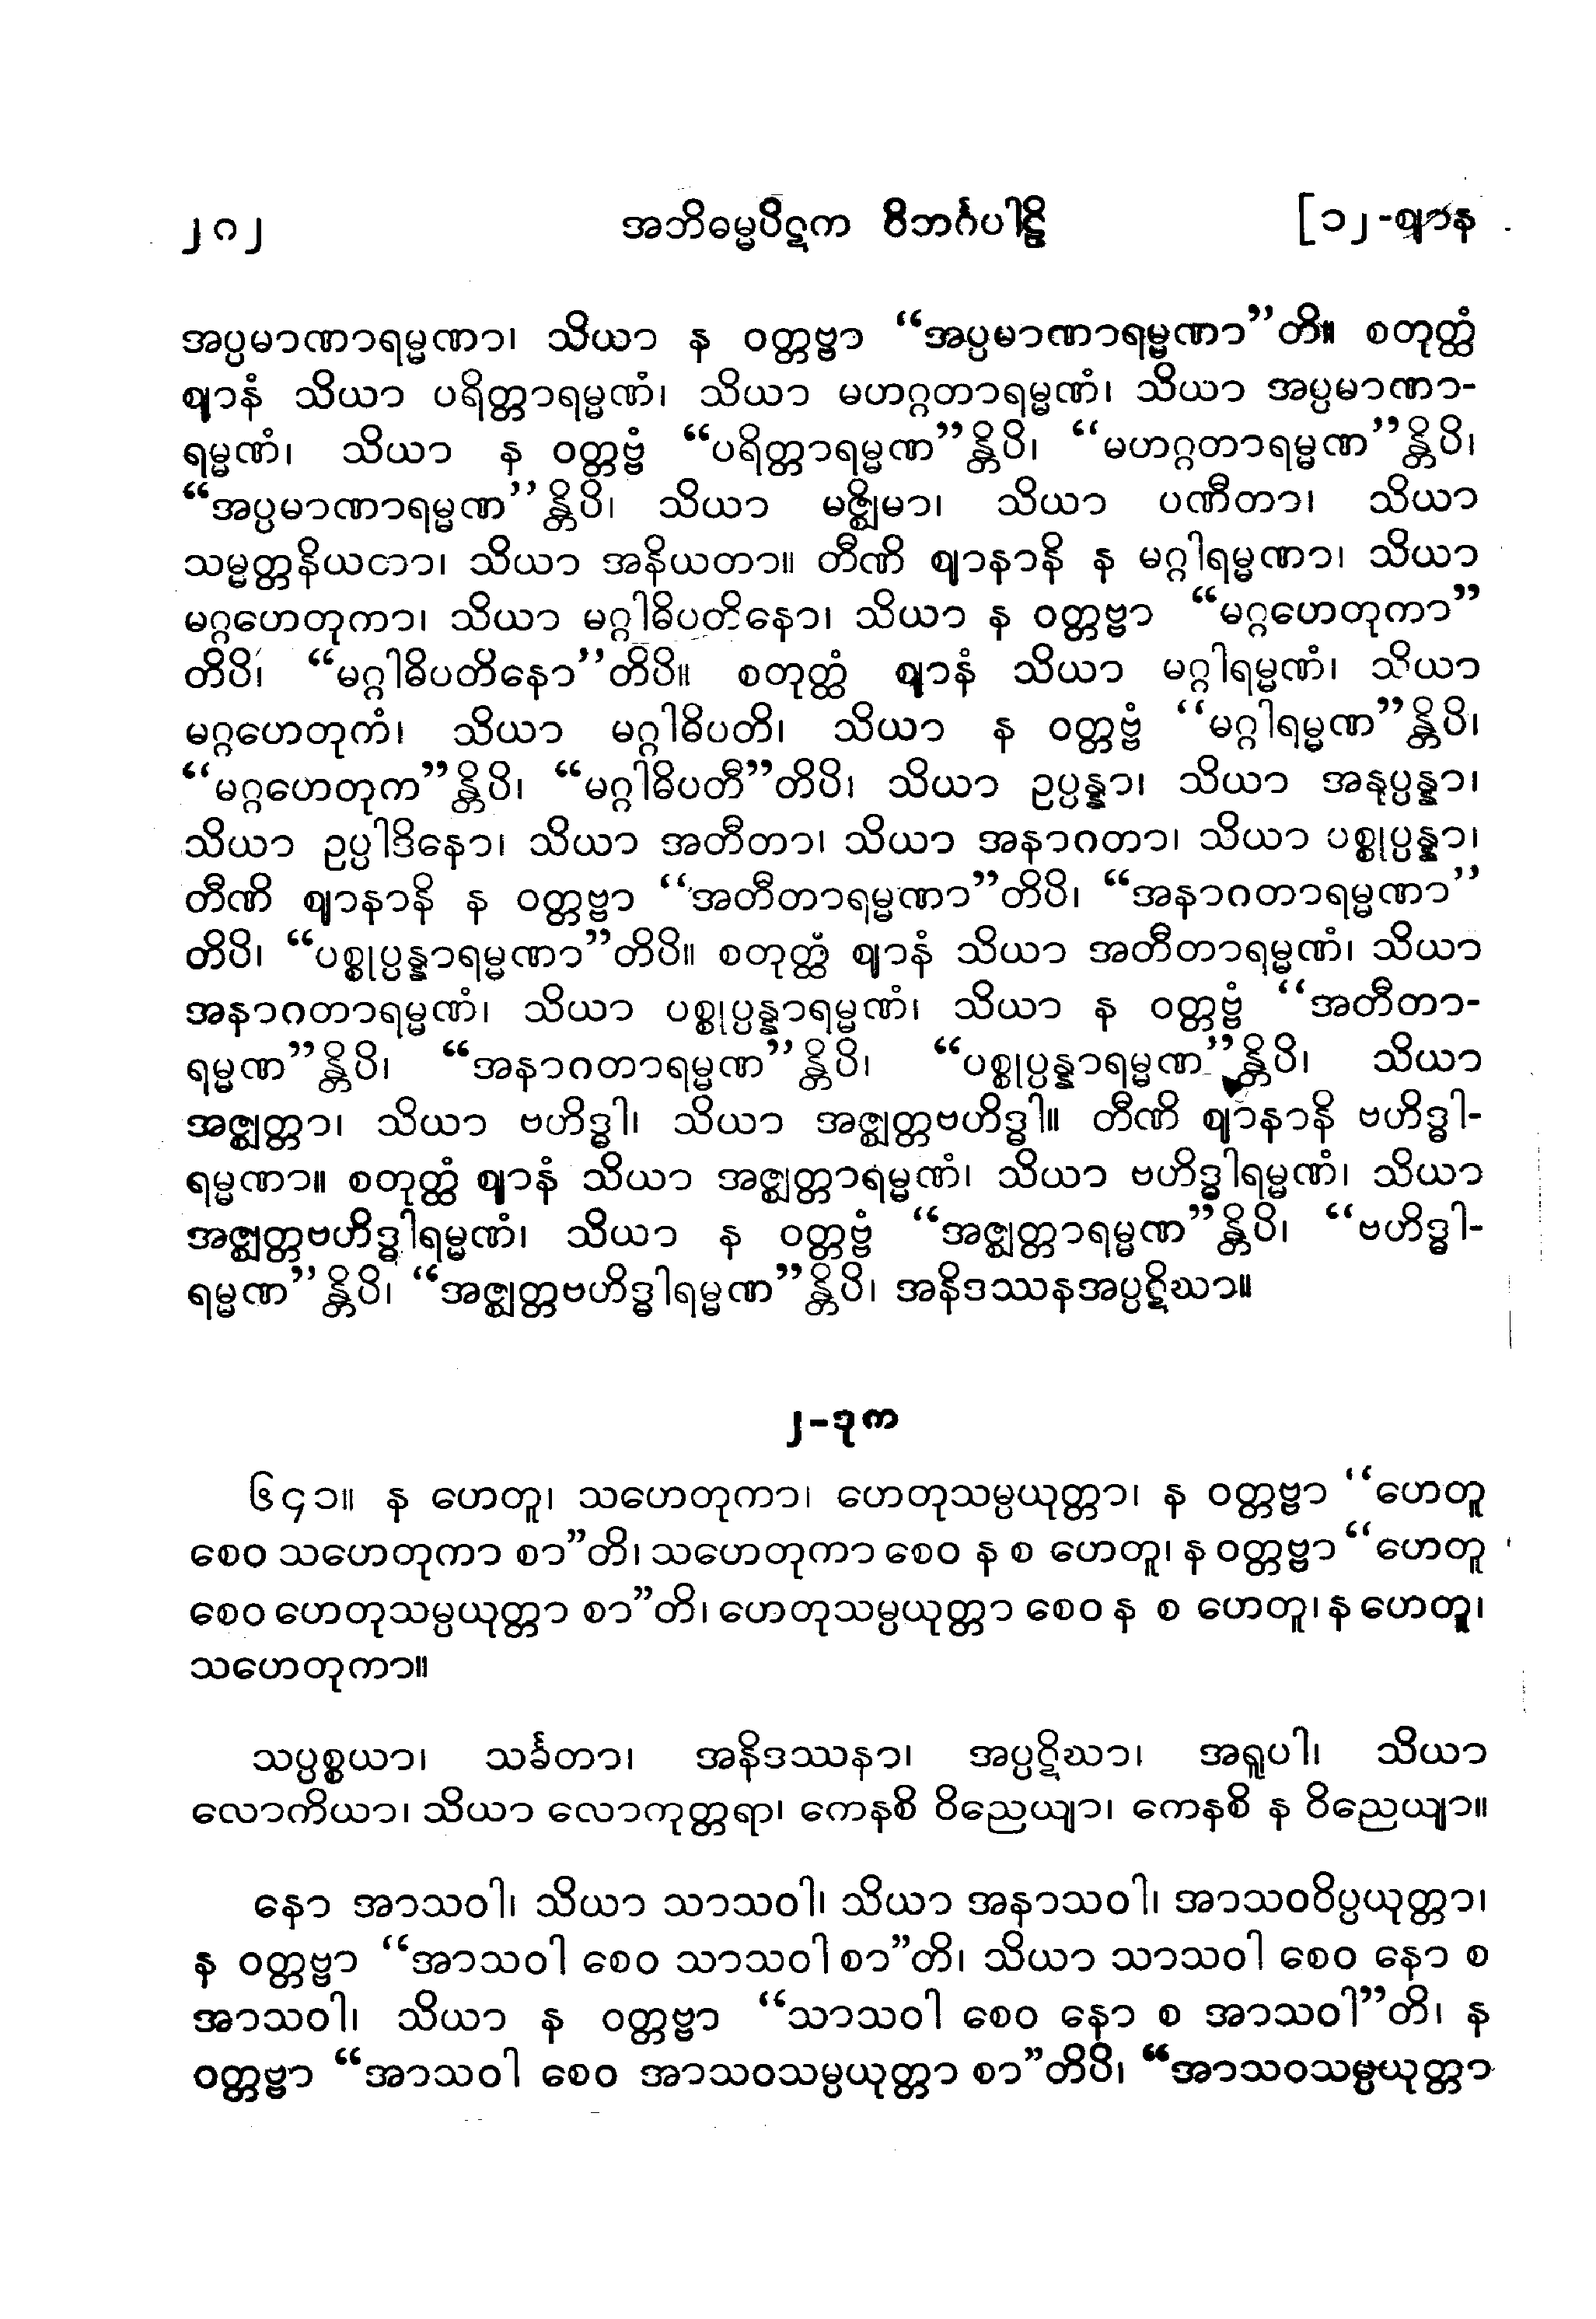 ၂၈၂ အဘိဓမ္မပိဋက ဝိဘင်္ဂပါဠိ [၁၂-ဈာန
အပ္ပမာဏာရမ္မဏာ၊ သိယာ န ဝတ္တဗ္ဗာ “အပ္ပမာဏာရမ္မဏာ”တိ။ စတုတ္ထံ
ဈာနံ သိယာ ပရိတ္တာရမ္မဏံ၊ သိယာ မဟဂ္ဂတာရမ္မဏံ၊ သိယာ အပ္ပမာဏာ-
ရမ္မဏံ၊ သိယာ န ဝတ္တဗ္ဗံ “ပရိတ္တာရမ္မဏ”န္တိပိ၊ “မဟဂ္ဂတာရမ္မဏ”န္တိပိ၊
“အပ္ပမာဏာရမ္မဏ”န္တိပိ၊ သိယာ မဇ္ဈိမာ၊ သိယာ ပဏီတာ၊ သိယာ
သမ္မတ္တနိယတာ၊ သိယာ အနိယတာ။ တီဏိ ဈာနာနိ န မဂ္ဂါရမ္မဏာ၊ သိယာ
မဂ္ဂဟေတုကာ၊ သိယာ မဂ္ဂါဓိပတိနော၊ သိယာ န ဝတ္တဗ္ဗာ “မဂ္ဂဟေတုကာ”
တိပိ၊ “မဂ္ဂါဓိပတိနော”တိပိ။ စတုတ္ထံ ဈာနံ သိယာ မဂ္ဂါရမ္မဏံ၊ သိယာ
မဂ္ဂဟေတုကံ၊ သိယာ မဂ္ဂါဓိပတိ၊ သိယာ န ဝတ္တဗ္ဗံ “မဂ္ဂါရမ္မဏ”န္တိပိ၊
“မဂ္ဂဟေတုက”န္တိပိ၊ “မဂ္ဂါဓိပတီ”တိပိ၊ သိယာ ဥပ္ပန္နာ၊ သိယာ အနုပ္ပန္နာ၊
သိယာ ဥပ္ပါဒိနော၊ သိယာ အတီတာ၊ သိယာ အနာဂတာ၊ သိယာ ပစ္စုပ္ပန္နာ၊
တီဏိ ဈာနာနိ န ဝတ္တဗ္ဗာ “အတီတာရမ္မဏာ”တိပိ၊ “အနာဂတာရမ္မဏာ”
တိပိ၊ “ပစ္စုပ္ပန္နာရမ္မဏာ”တိပိ။ စတုတ္ထံ ဈာနံ သိယာ အတီတာရမ္မဏံ၊ သိယာ
အနာဂတာရမ္မဏံ၊ သိယာ ပစ္စုပ္ပန္နာရမ္မဏံ၊ သိယာ န ဝတ္တဗ္ဗံ “အတီတာ-
ရမ္မဏ”န္တိပိ၊ “အနာဂတာရမ္မဏ”န္တိပိ၊ “ပစ္စုပ္ပန္နာရမ္မဏ”န္တိပိ၊ သိယာ
အဇ္ဈတ္တာ၊ သိယာ ဗဟိဒ္ဓါ၊ သိယာ အဇ္ဈတ္တဗဟိဒ္ဓါ။ တီဏိ ဈာနာနိ ဗဟိဒ္ဓါ-
ရမ္မဏာ။ စတုတ္ထံ ဈာနံ သိယာ အဇ္ဈတ္တာရမ္မဏံ၊ သိယာ ဗဟိဒ္ဓါရမ္မဏံ၊ သိယာ
အဇ္ဈတ္တဗဟိဒ္ဓါရမ္မဏံ၊ သိယာ န ဝတ္တဗ္ဗံ “အဇ္ဈတ္တာရမ္မဏ”န္တိပိ၊ “ဗဟိဒ္ဓါ-
ရမ္မဏ”န္တိပိ၊ “အဇ္ဈတ္တဗဟိဒ္ဓါရမ္မဏ”န္တိပိ၊ အနိဒဿနအပ္ပဋိဃာ။
၂-ဒုက
၆၄၁။ န ဟေတူ၊ သဟေတုကာ၊ ဟေတုသမ္ပယုတ္တာ၊ န ဝတ္တဗ္ဗာ “ဟေတူ
စေဝ သဟေတုကာ စာ”တိ၊ သဟေတုကာ စေဝ န စ ဟေတူ၊ န ဝတ္တဗ္ဗာ “ဟေတူ
စေဝ ဟေတုသမ္ပယုတ္တာ စာ”တိ၊ ဟေတုသမ္ပယုတ္တာ စေဝ န စ ဟေတူ၊ န ဟေတူ၊
သဟေတုကာ။
သပ္ပစ္စယာ၊ သင်္ခတာ၊ အနိဒဿနာ၊ အပ္ပဋိဃာ၊ အရူပါ၊ သိယာ
လောကိယာ၊ သိယာ လောကုတ္တရာ၊ ကေနစိ ဝိညေယျာ၊ ကေနစိ န ဝိညေယျာ။
နော အာသဝါ၊ သိယာ သာသဝါ၊ သိယာ အနာသဝါ၊ အာသဝဝိပ္ပယုတ္တာ၊
န ဝတ္တဗ္ဗာ “အာသဝါ စေဝ သာသဝါ စာ”တိ၊ သိယာ သာသဝါ စေဝ နော စ
အာသဝါ၊ သိယာ န ဝတ္တဗ္ဗာ “သာသဝါ စေဝ နော စ အာသဝါ”တိ၊ န
ဝတ္တဗ္ဗာ “အာသဝါ စေဝ အာသဝသမ္ပယုတ္တာ စာ”တိပိ၊ “အာသဝသမ္ပယုတ္တာ